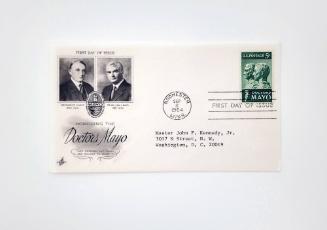 FIRST DAY OF ISSUE
HONORING THE
Doctors Mayo
ROCHESTER
SEP
1964
MINN.
U.S. POSTAGE 5¢
DOCTORS
MAYO
FIRST DAY OF ISSUE
Master John F. Kennedy, Jr.
3017 N Street, N. W.
Washington, D. C. 20007